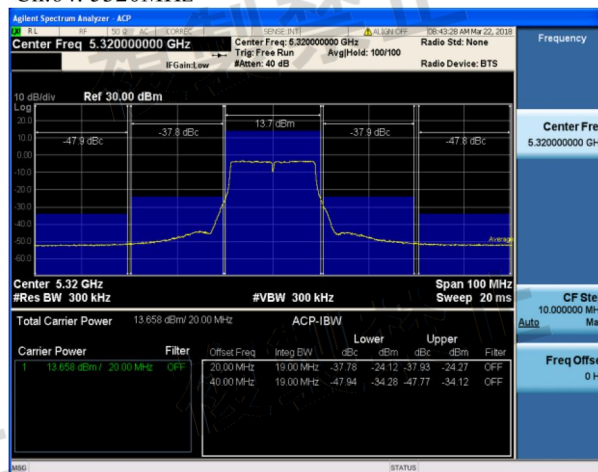 Ch.64: 5320MHz
Agilent Spectrum Analyzer - ACP
RL RF 50 Ω AC CORREC SENSE:INT ALIGN OFF 08:43:28 AM Mar 22, 2018
Center Freq 5.320000000 GHz
Center Freq: 5.320000000 GHz
Radio Std: None
Trig: Free Run Avg|Hold: 100/100
IFGain:Low #Atten: 40 dB Radio Device: BTS
Frequency
10 dB/div Ref 30.00 dBm
Log
20.0
10.0
0.00
-10.0
-20.0
-30.0
-40.0
-50.0
-60.0
-47.9 dBc -37.8 dBc 13.7 dBm -37.9 dBc -47.8 dBc
Average
Center Fre
5.320000000 GH
Center 5.32 GHz Span 100 MHz
#Res BW 300 kHz #VBW 300 kHz Sweep 20 ms
CF Ste
10.000000 MH
Auto Ma
Total Carrier Power 13.658 dBm/ 20.00 MHz ACP-IBW
Lower Upper
Carrier Power Filter Offset Freq Integ BW dBc dBm dBc dBm Filter
1 13.658 dBm / 20.00 MHz OFF 20.00 MHz 19.00 MHz -37.78 -24.12 -37.93 -24.27 OFF
40.00 MHz 19.00 MHz -47.94 -34.28 -47.77 -34.12 OFF
Freq Offse
0 H
MSG STATUS